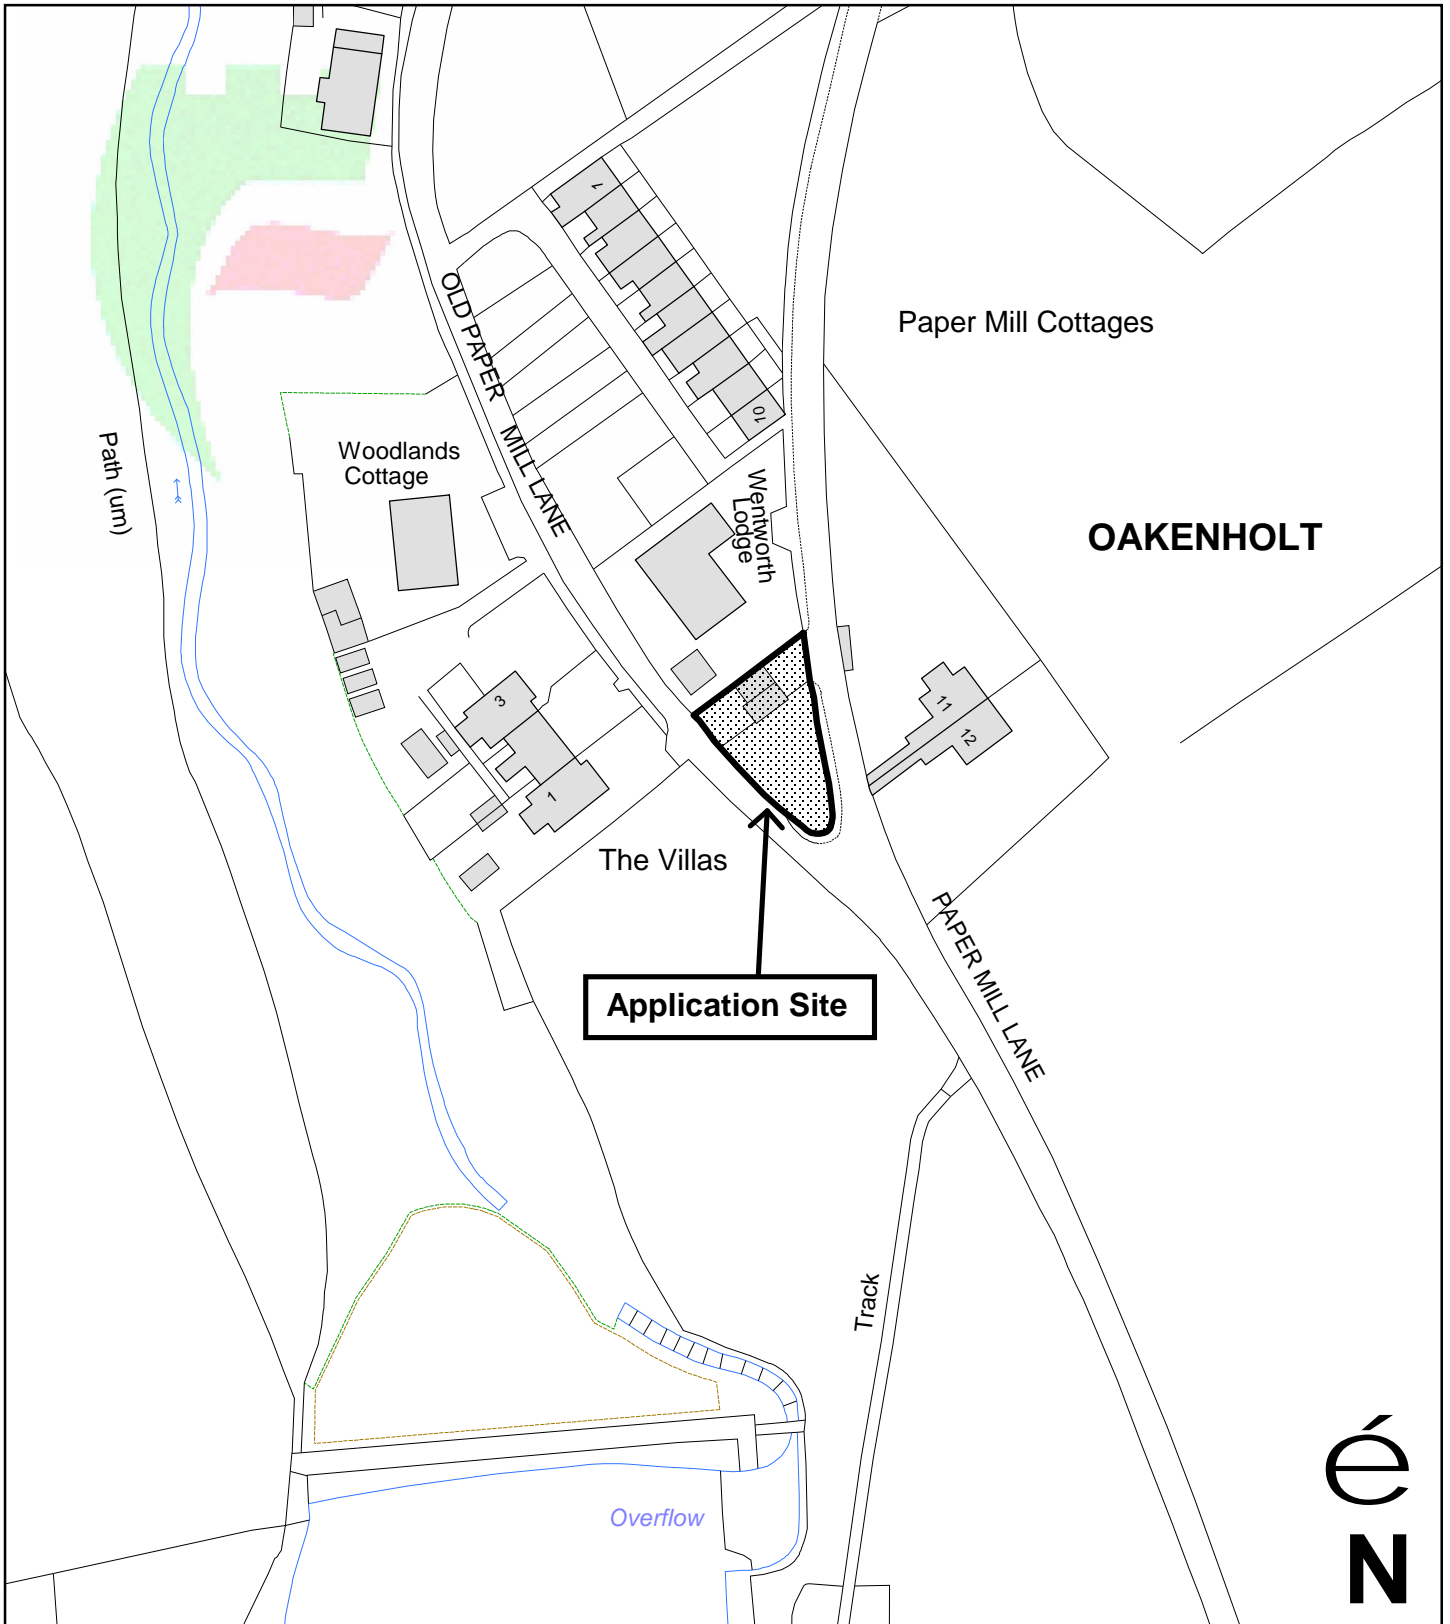 7
OLD PAPER MILL LANE
Paper Mill Cottages
10
Path (um)
Woodlands
Cottage
Wentworth
Lodge
OAKENHOLT
3
11
12
1
The Villas
PAPER MILL LANE
Application Site
Track
é
Overflow
N